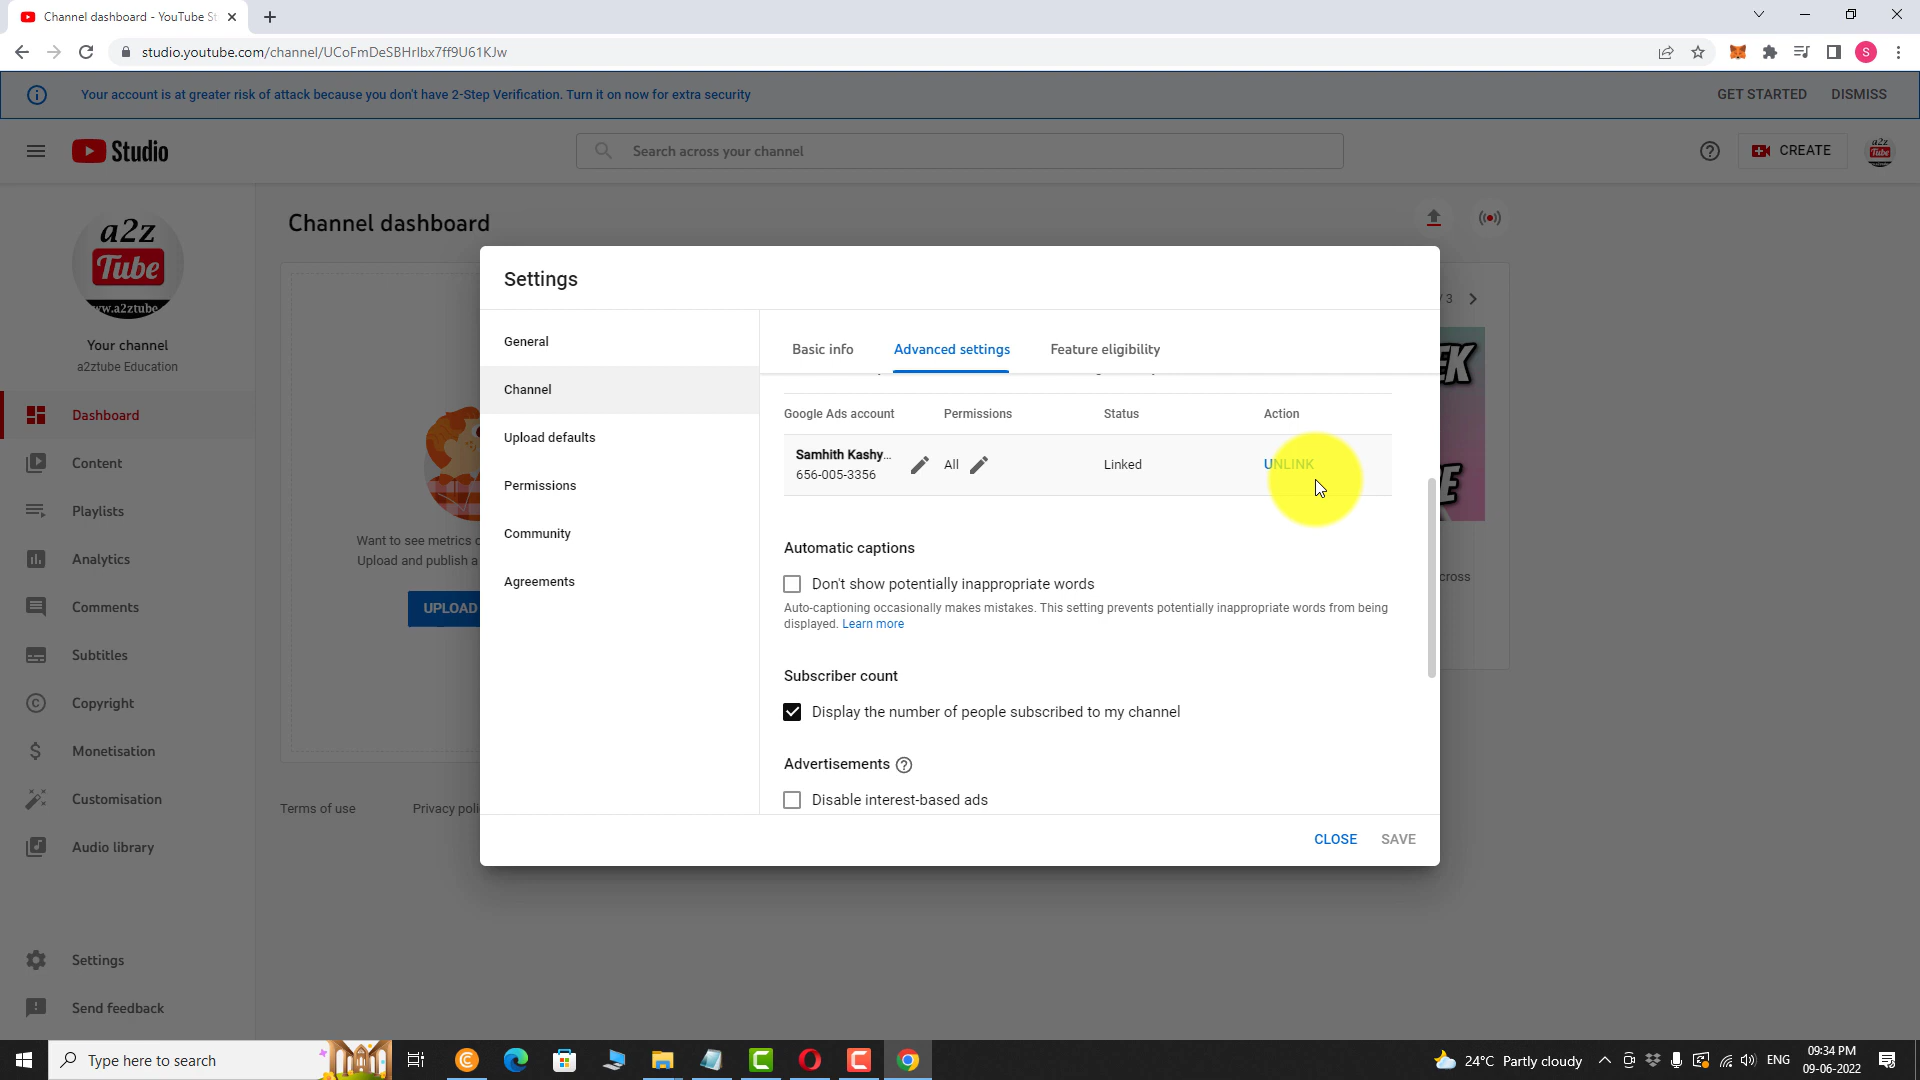 Channel dashboard - YouTube St
studio.youtube.com/channel/UCoFmDeSBHrIbx7ff9U61KJw
S
Your account is at greater risk of attack because you don't have 2-Step Verification. Turn it on now for extra security
GET STARTED
DISMISS
Studio
Search across your channel
CREATE
a2z
Tube
a2z
Tube
w.a2ztube.
Your channel
a2ztube Education
Dashboard
Content
Playlists
Analytics
Comments
Subtitles
Copyright
Monetisation
Customisation
Audio library
Settings
Send feedback
Channel dashboard
Want to see metrics
Upload and publish a
UPLOAD
Terms of use
Privacy poli
/ 3
EK
E
cross
Settings
General
Channel
Upload defaults
Permissions
Community
Agreements
Basic info
Advanced settings
Feature eligibility
Google Ads account
Permissions
Status
Action
Samhith Kashy...
656-005-3356
All
Linked
UNLINK
Automatic captions
Don't show potentially inappropriate words
Auto-captioning occasionally makes mistakes. This setting prevents potentially inappropriate words from being
displayed. Learn more
Subscriber count
Display the number of people subscribed to my channel
Advertisements
Disable interest-based ads
CLOSE
SAVE
Type here to search
24°C Partly cloudy
ENG
09:34 PM
09-06-2022